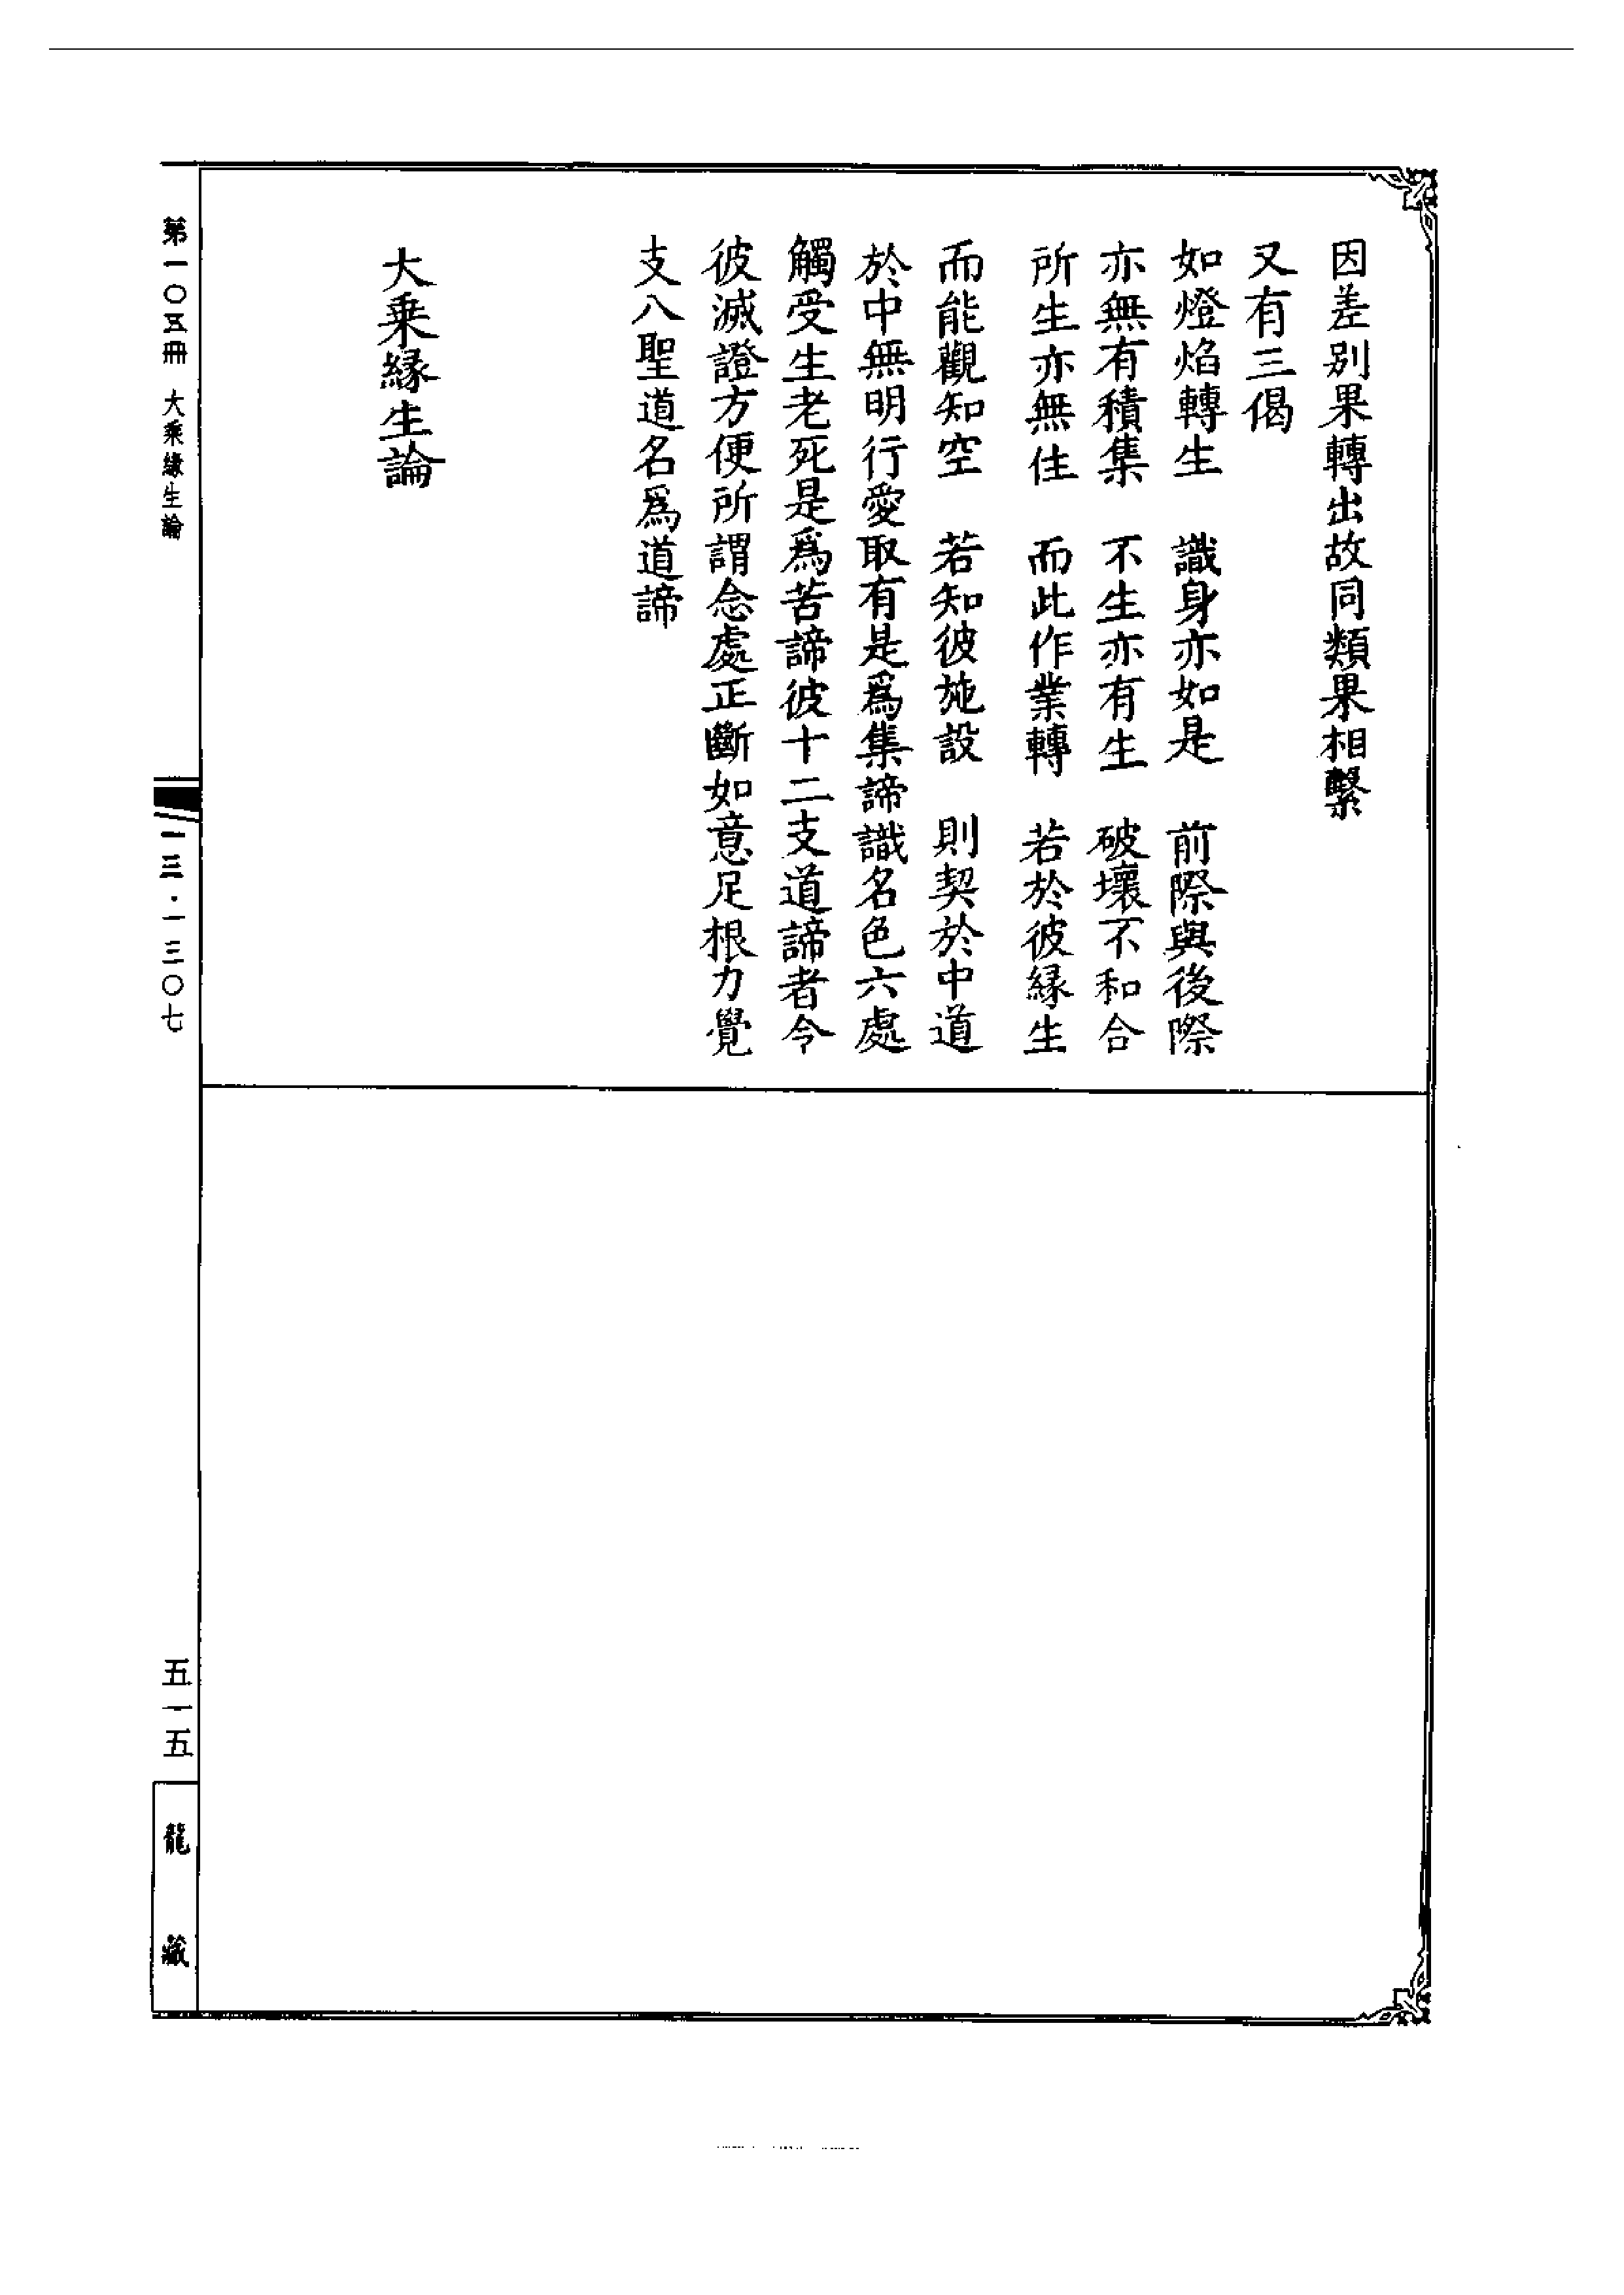 因差别果轉出故同類果相繫
又有三偈
如燈焰轉生　識身亦如是　前際與後際
亦無有積集　不生亦有生　破壞不和合
所生亦無住　而此作業轉　若於彼緣生
而能觀知空　若知彼施設　則契於中道
於中無明行愛取有是爲集諦識名色六處
觸受生老死是爲苦諦彼十二支道諦者令
彼滅證方便所謂念處正斷如意足根力覺
支八聖道名爲道諦
大乗緣生論
第一〇五冊　大乘緣生論
一三·一三〇七
五一五
龍藏